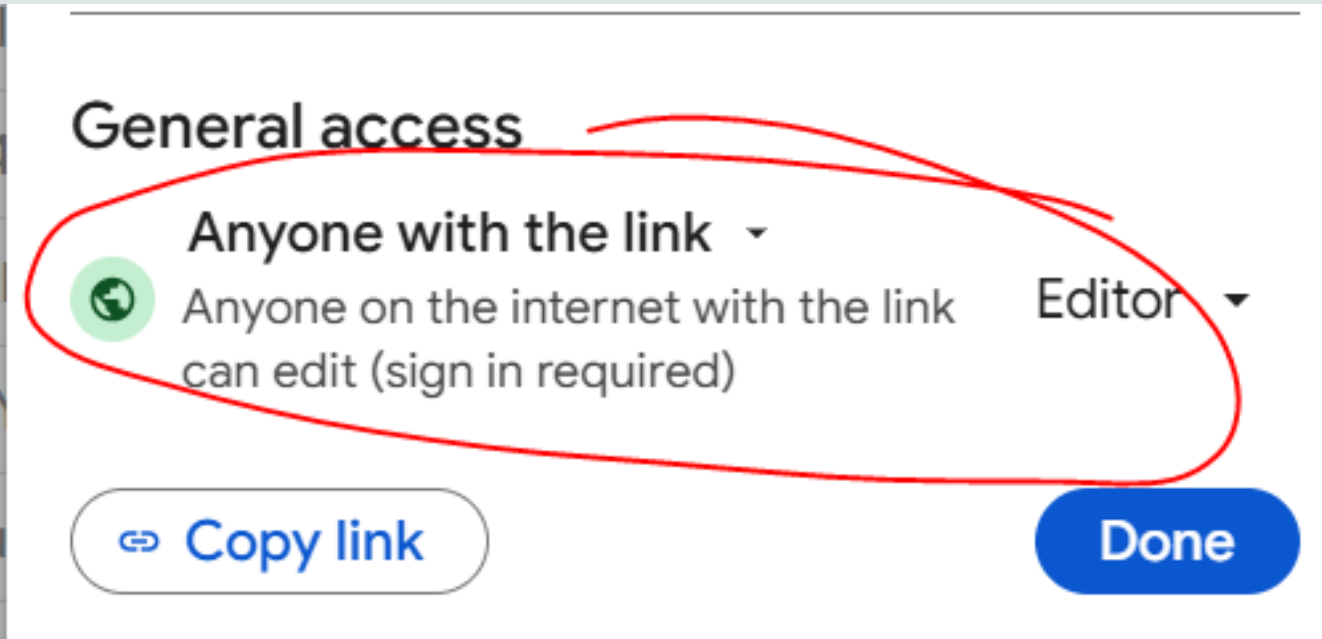 General access
Anyone with the link
Anyone on the internet with the link
can edit (sign in required)
Editor
Copy link
Done